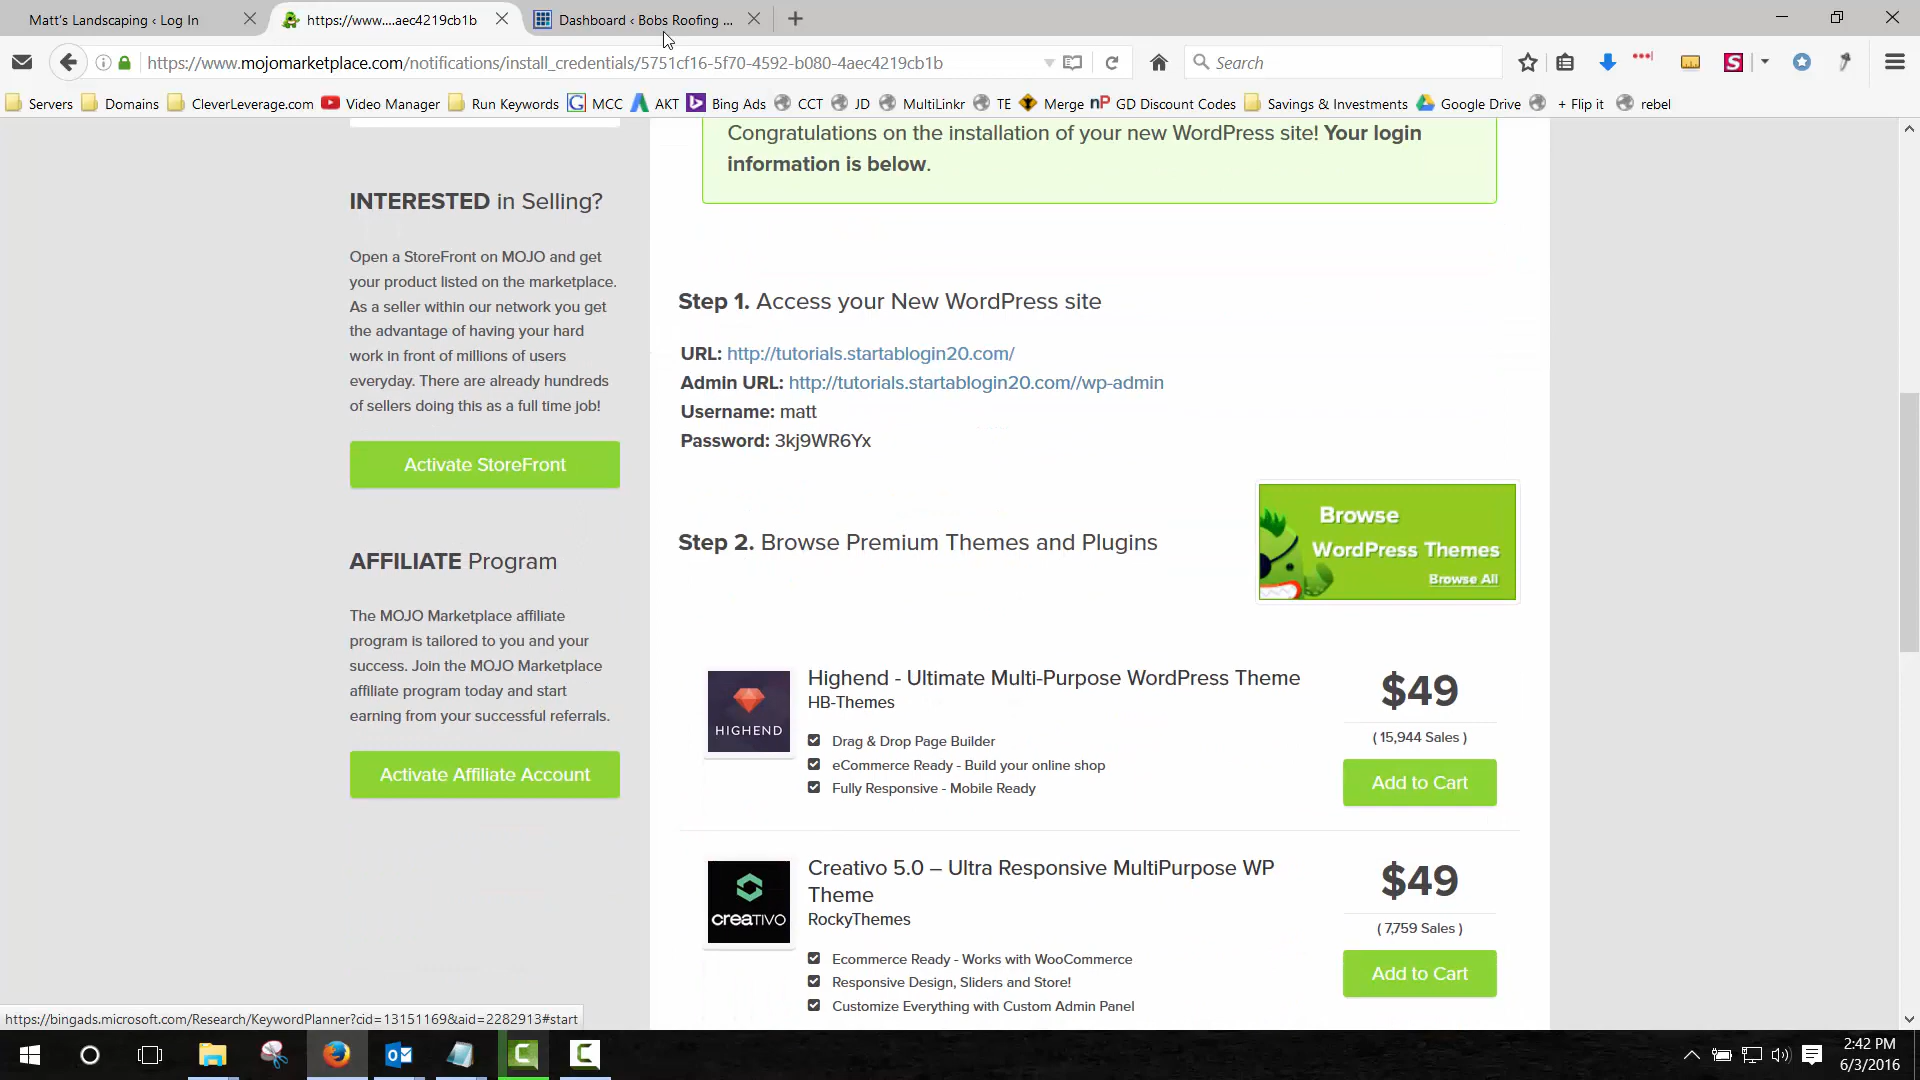 Matt's Landscaping ‹ Log In
https://www....aec4219cb1b
Dashboard ‹ Bobs Roofing ...
https://www.mojomarketplace.com/notifications/install_credentials/5751cf16-5f70-4592-b080-4aec4219cb1b
Search
Servers Domains CleverLeverage.com Video Manager Run Keywords MCC AKT Bing Ads CCT JD MultiLinkr TE Merge GD Discount Codes Savings & Investments Google Drive + Flip it rebel
Congratulations on the installation of your new WordPress site! Your login
information is below.
INTERESTED in Selling?
Open a StoreFront on MOJO and get
your product listed on the marketplace.
As a seller within our network you get
the advantage of having your hard
work in front of millions of users
everyday. There are already hundreds
of sellers doing this as a full time job!
Activate StoreFront
AFFILIATE Program
The MOJO Marketplace affiliate
program is tailored to you and your
success. Join the MOJO Marketplace
affiliate program today and start
earning from your successful referrals.
Activate Affiliate Account
Step 1. Access your New WordPress site
URL: http://tutorials.startablogin20.com/
Admin URL: http://tutorials.startablogin20.com//wp-admin
Username: matt
Password: 3kj9WR6Yx
Step 2. Browse Premium Themes and Plugins
Browse
WordPress Themes
Browse All
HIGHEND
Highend - Ultimate Multi-Purpose WordPress Theme
HB-Themes
Drag & Drop Page Builder
eCommerce Ready - Build your online shop
Fully Responsive - Mobile Ready
$49
( 15,944 Sales )
Add to Cart
creativo
Creativo 5.0 – Ultra Responsive MultiPurpose WP
Theme
RockyThemes
Ecommerce Ready - Works with WooCommerce
Responsive Design, Sliders and Store!
Customize Everything with Custom Admin Panel
$49
( 7,759 Sales )
Add to Cart
https://bingads.microsoft.com/Research/KeywordPlanner?cid=13151169&aid=2282913#start
2:42 PM
6/3/2016